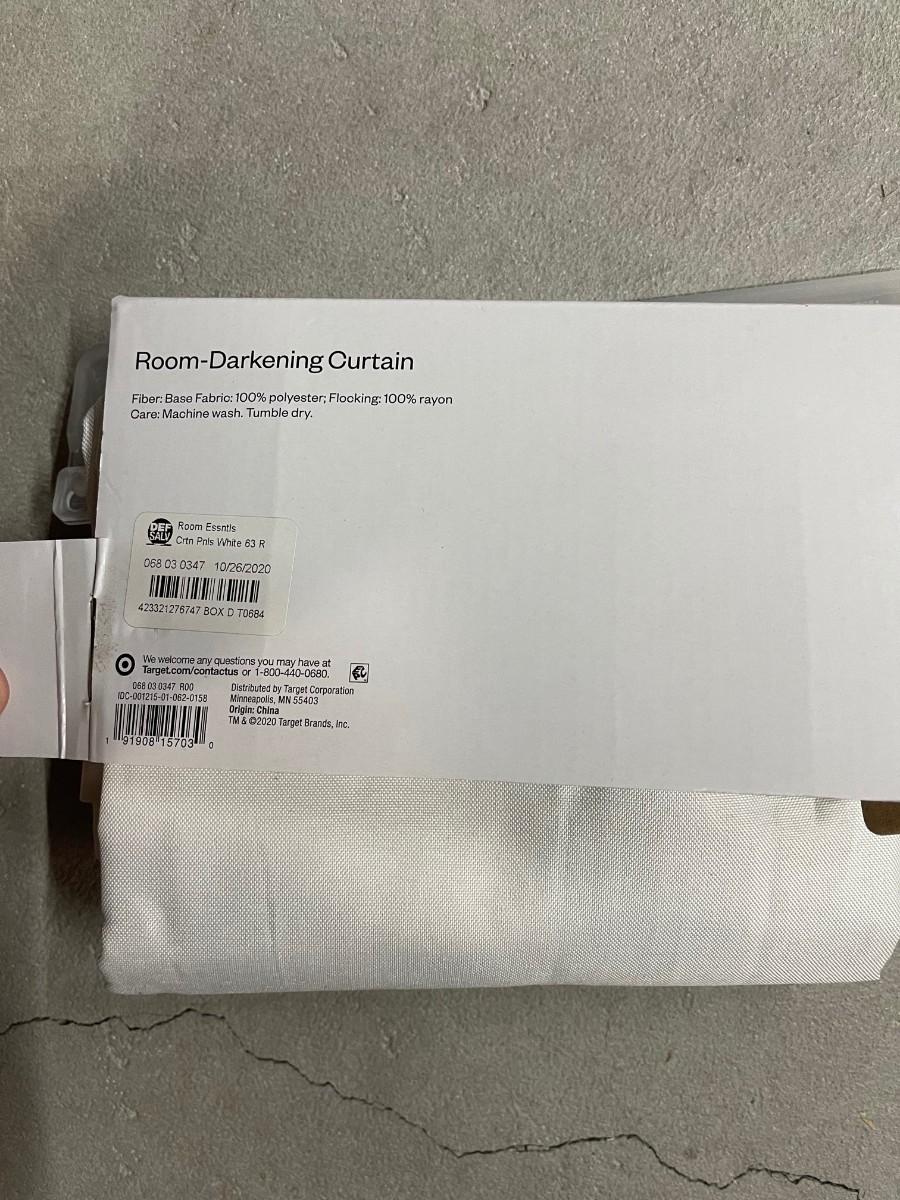 Room-Darkening Curtain
Fiber: Base Fabric: 100% polyester; Flocking: 100% rayon
Care: Machine wash. Tumble dry.
DEF
SALV
Room Essntls
Crtn Pnls White 63 R
068 03 0347 10/26/2020
423321276747 BOX D T0684
We welcome any questions you may have at
Target.com/contactus or 1-800-440-0680.
068 03 0347 R00
IDC-001215-01-062-0158
1 91908 15703 0
Distributed by Target Corporation
Minneapolis, MN 55403
Origin: China
TM & ©2020 Target Brands, Inc.